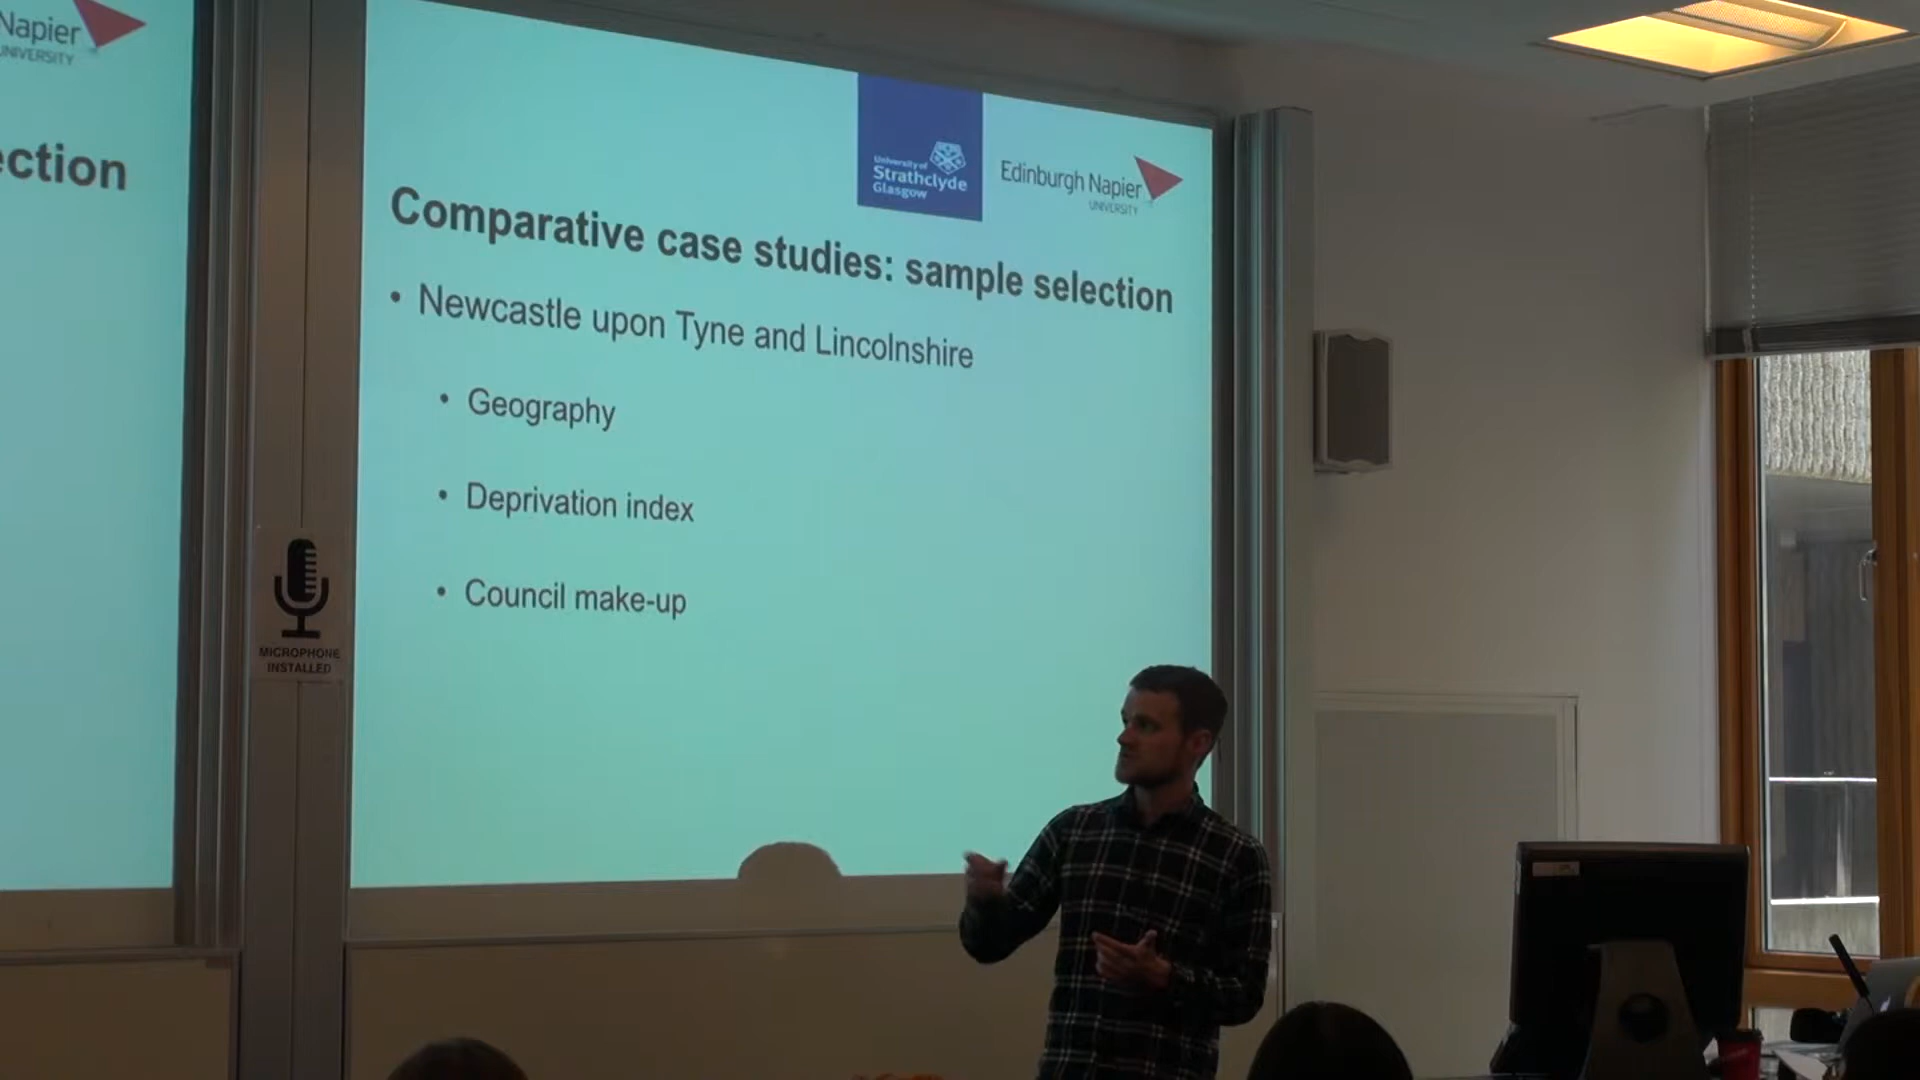 Napier
UNIVERSITY
ction
University of
Strathclyde
Glasgow
Edinburgh Napier
UNIVERSITY
Comparative case studies: sample selection
• Newcastle upon Tyne and Lincolnshire
• Geography
• Deprivation index
• Council make-up
MICROPHONE
INSTALLED